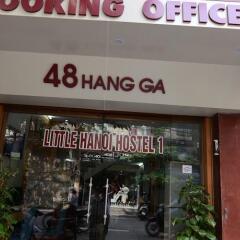 OOKING OFFICE
48 HANG GA
LITTLE HANOI HOSTEL 1